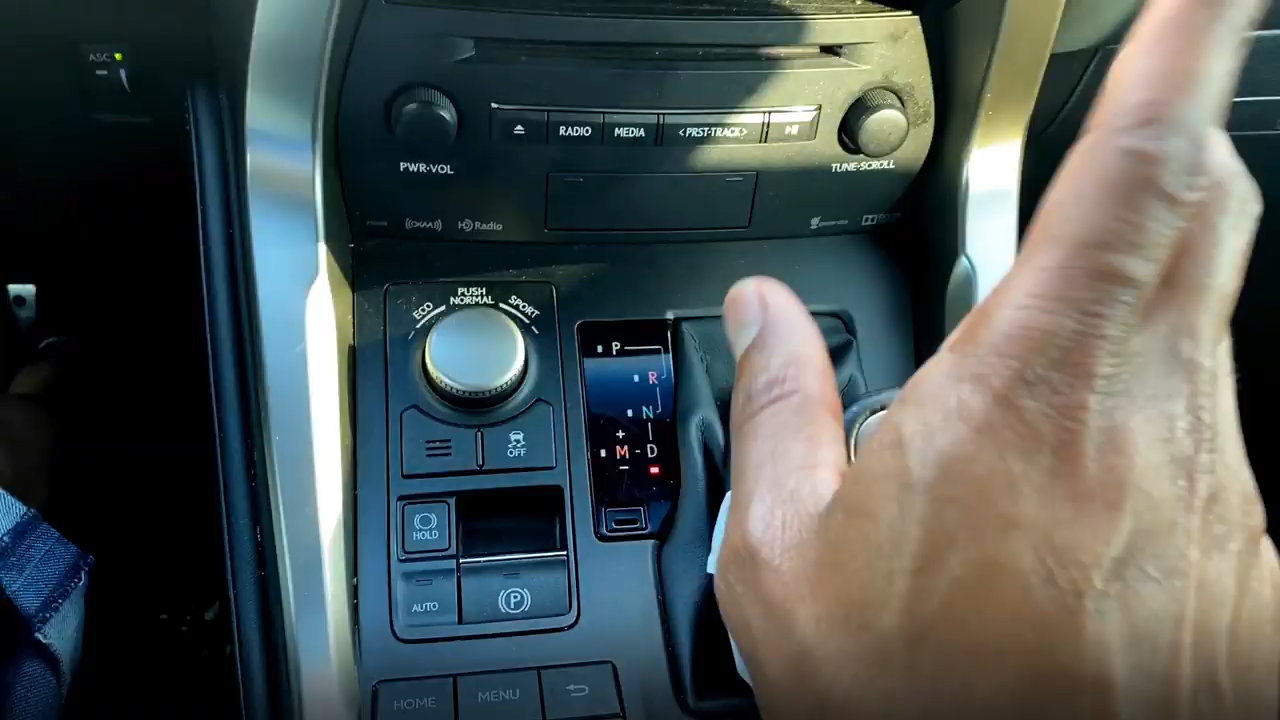 ASC
RADIO MEDIA <PRST·TRACK>
PWR·VOL
TUNE·SCROLL
((XM))
HD Radio
PUSH
ECO NORMAL SPORT
P
R
N
+
M - D
−
OFF
HOLD
AUTO
P
HOME MENU